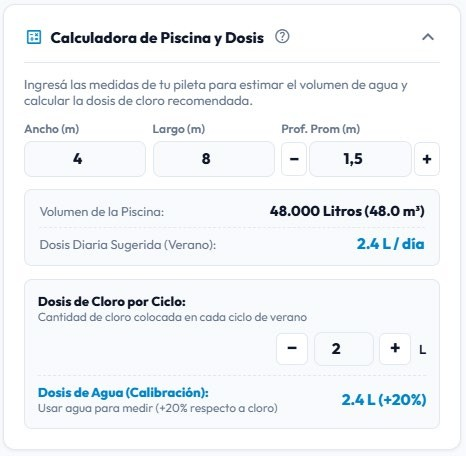 Calculadora de Piscina y Dosis ?
Ingresá las medidas de tu pileta para estimar el volumen de agua y
calcular la dosis de cloro recomendada.
Ancho (m) Largo (m) Prof. Prom (m)
4 8 − 1,5 +
Volumen de la Piscina: 48.000 Litros (48.0 m³)
Dosis Diaria Sugerida (Verano): 2.4 L / día
Dosis de Cloro por Ciclo:
Cantidad de cloro colocada en cada ciclo de verano
− 2 + L
Dosis de Agua (Calibración): 2.4 L (+20%)
Usar agua para medir (+20% respecto a cloro)